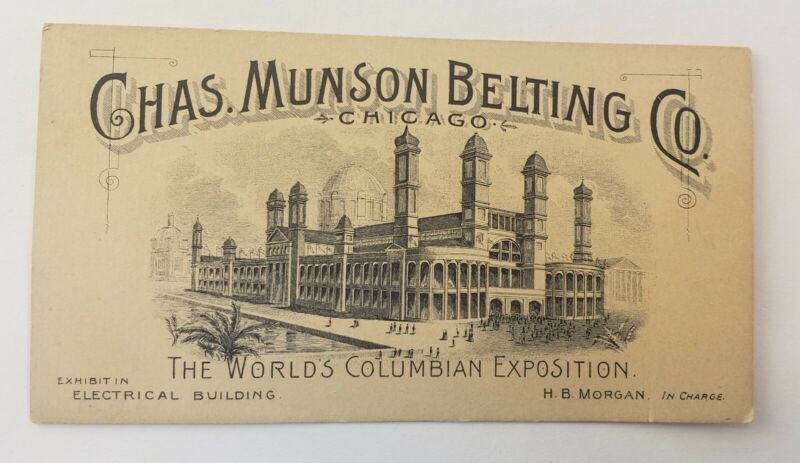 CHAS. MUNSON BELTING CO.
CHICAGO.
THE WORLD'S COLUMBIAN EXPOSITION.
EXHIBIT IN
ELECTRICAL BUILDING.
H. B. MORGAN, IN CHARGE.